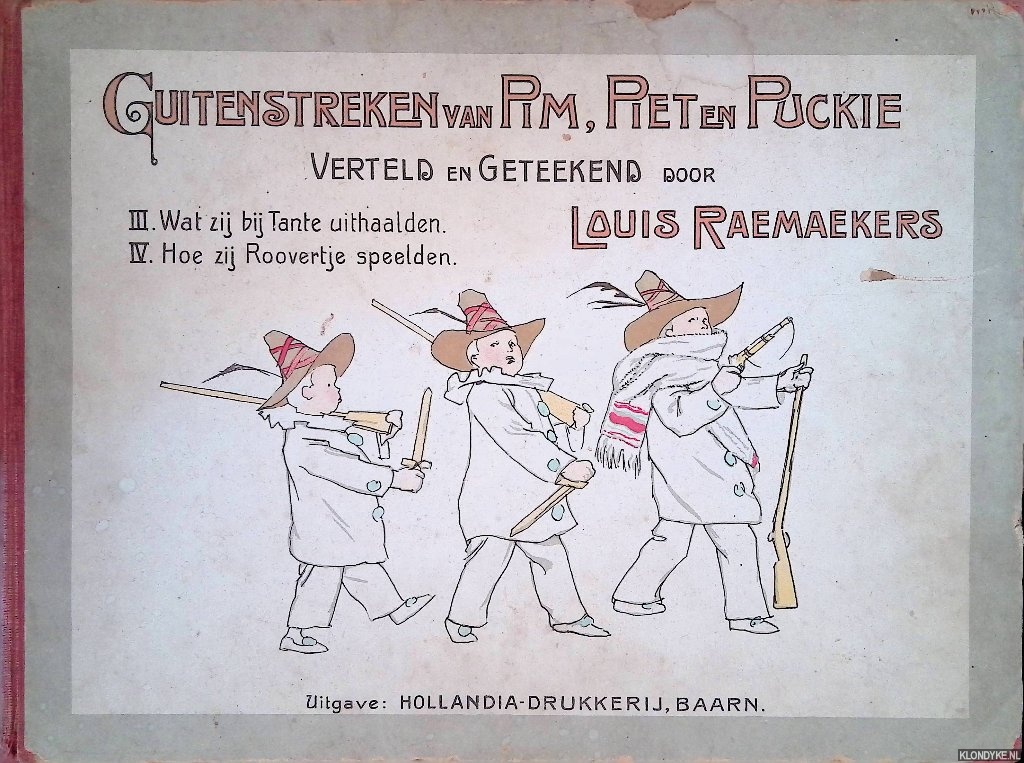 GUITENSTREKEN VAN PIM, PIET EN PUCKIE
VERTELD EN GETEEKEND DOOR
LOUIS RAEMAEKERS
III. Wat zij bij Tante uithaalden.
IV. Hoe zij Roovertje speelden.
Uitgave: HOLLANDIA-DRUKKERIJ, BAARN.
KLONDYKE.NL